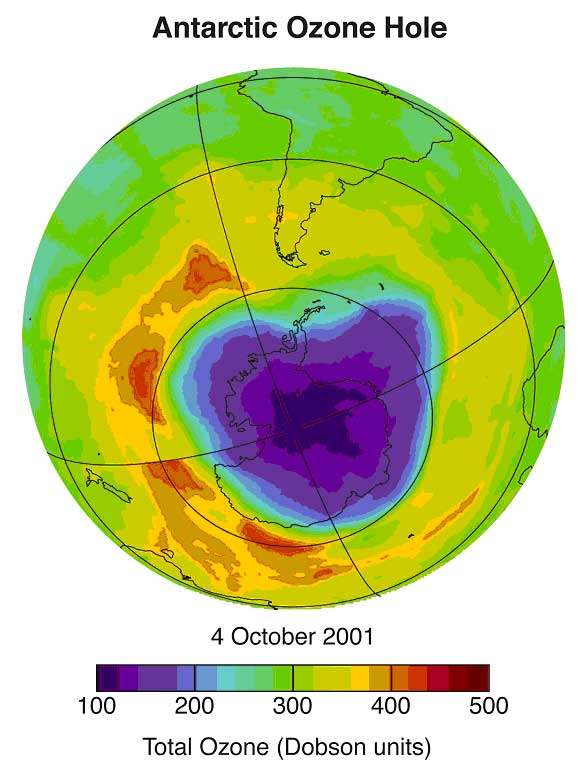 Antarctic Ozone Hole
4 October 2001
100 200 300 400 500
Total Ozone (Dobson units)